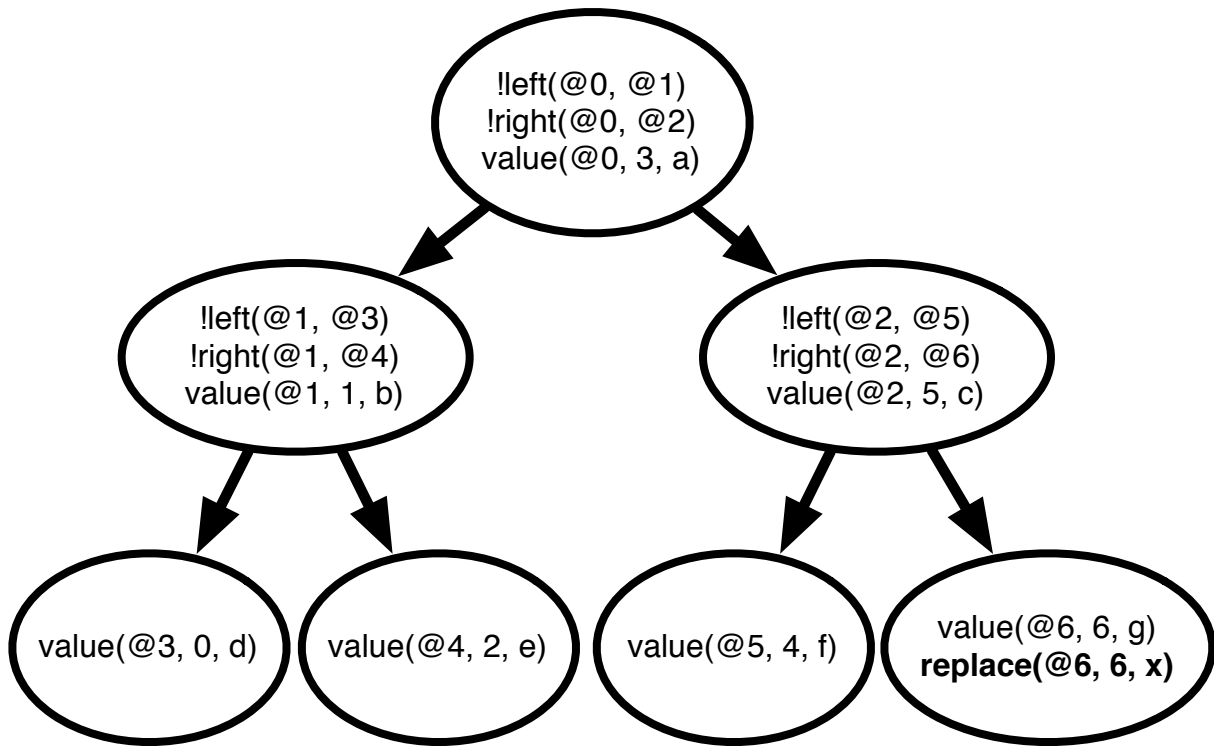 !left(@0, @1)
!right(@0, @2)
value(@0, 3, a)
!left(@1, @3)
!right(@1, @4)
value(@1, 1, b)
!left(@2, @5)
!right(@2, @6)
value(@2, 5, c)
value(@3, 0, d)
value(@4, 2, e)
value(@5, 4, f)
value(@6, 6, g)
replace(@6, 6, x)